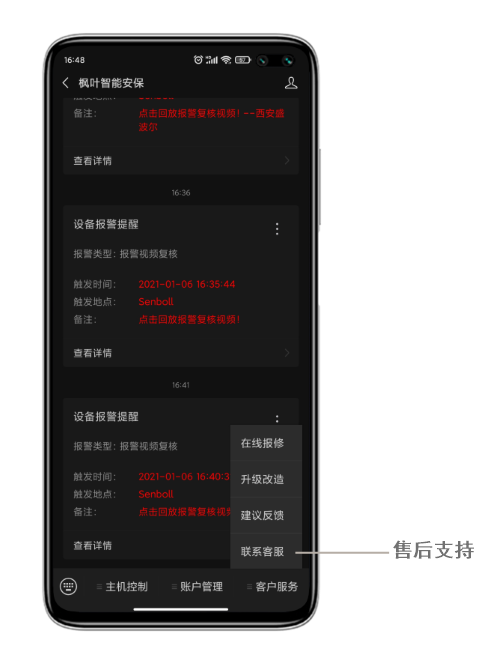 16:48
枫叶智能安保
备注：
点击回放报警复核视频！--西安盛
波尔
查看详情
16:36
设备报警提醒
报警类型：报警视频复核
触发时间：
2021-01-06 16:35:44
触发地点：
Senboll
备注：
点击回放报警复核视频！
查看详情
16:41
设备报警提醒
报警类型：报警视频复核
触发时间：
2021-01-06 16:40:3
触发地点：
Senboll
备注：
点击回放报警复核视
查看详情
在线报修
升级改造
建议反馈
联系客服
售后支持
主机控制
账户管理
客户服务